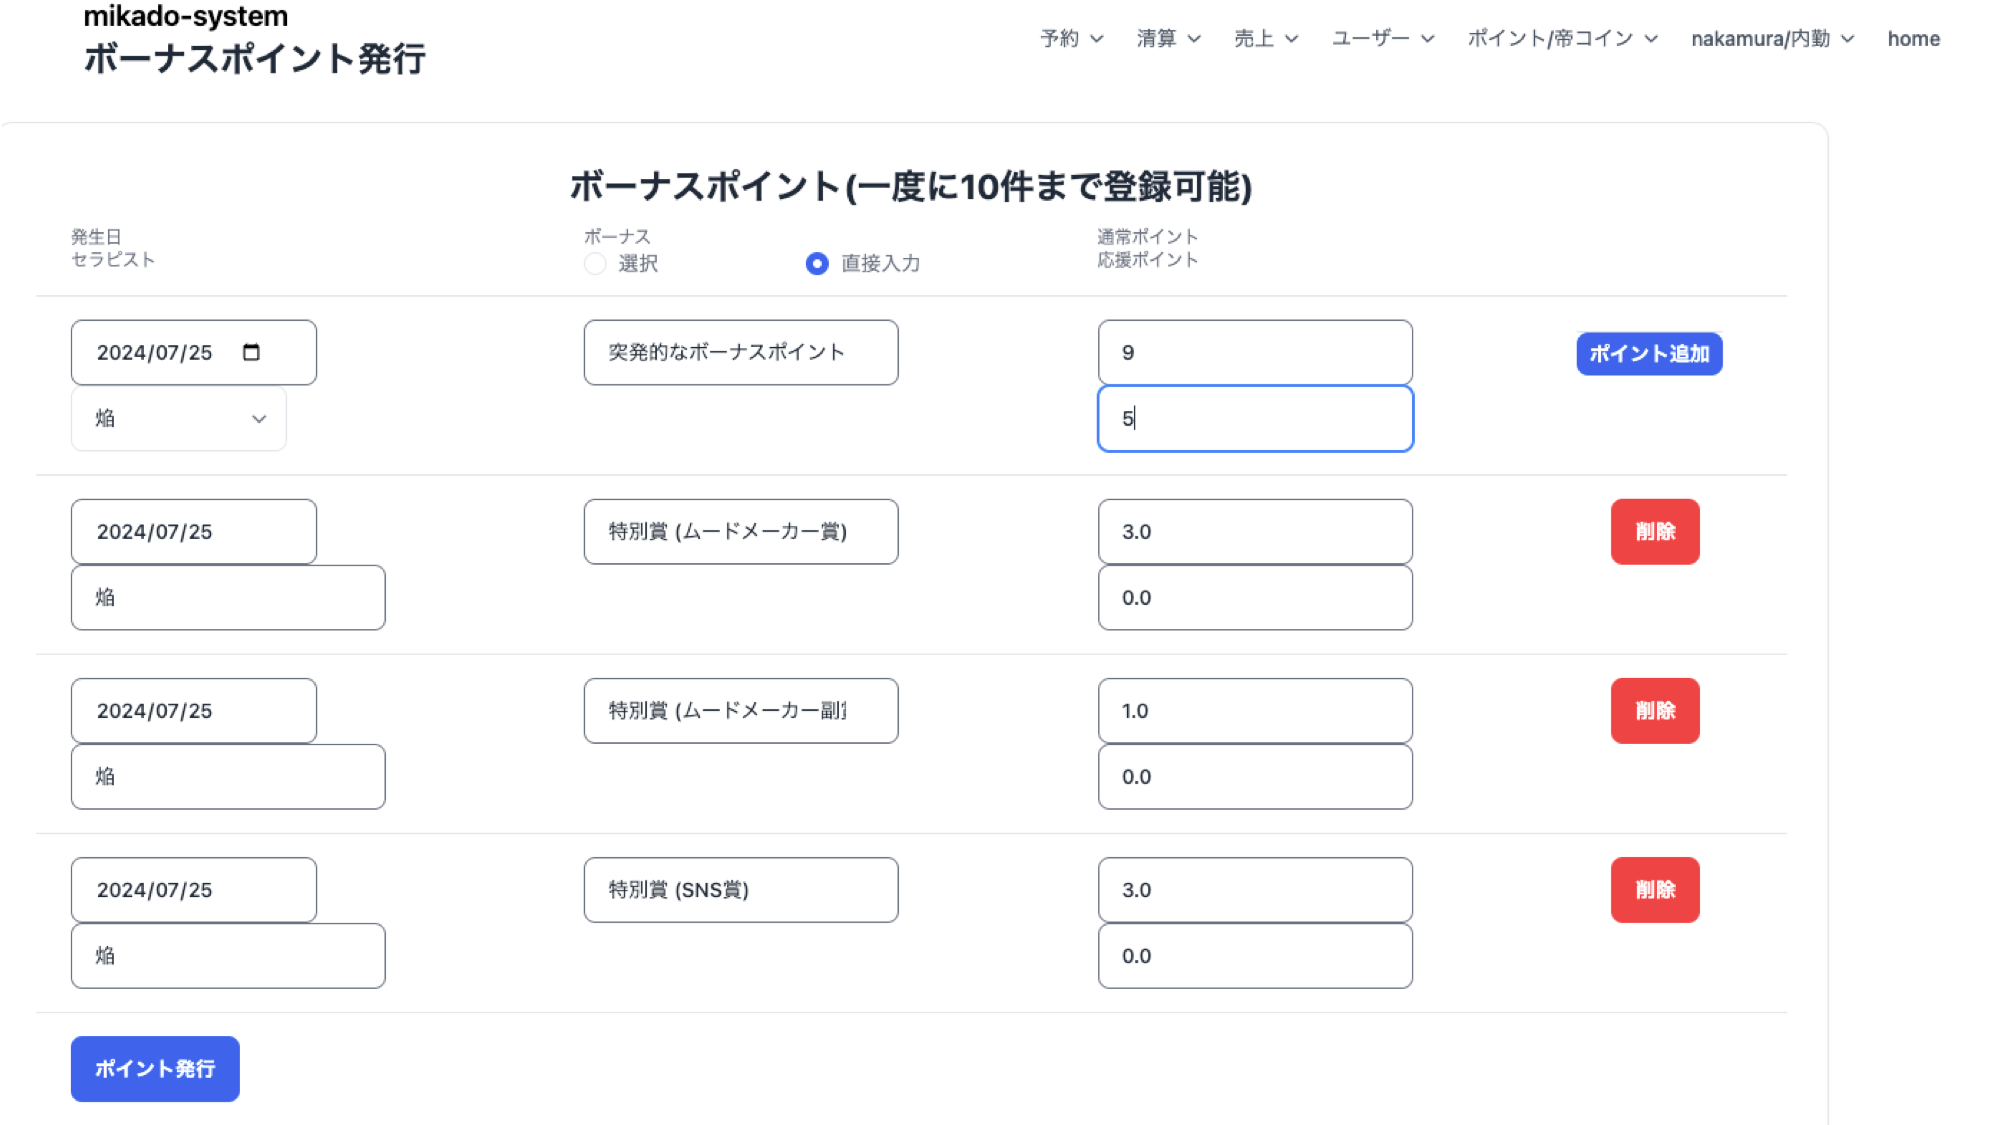 mikado-system
ボーナスポイント発行
予約 清算 売上 ユーザー ポイント/帝コイン nakamura/内勤 home
ボーナスポイント(一度に10件まで登録可能)
発生日 ボーナス 通常ポイント
セラピスト 選択 直接入力 応援ポイント
2024/07/25 突発的なボーナスポイント 9 ポイント追加
焔 5
2024/07/25 特別賞 (ムードメーカー賞) 3.0 削除
焔 0.0
2024/07/25 特別賞 (ムードメーカー副 1.0 削除
焔 0.0
2024/07/25 特別賞 (SNS賞) 3.0 削除
焔 0.0
ポイント発行